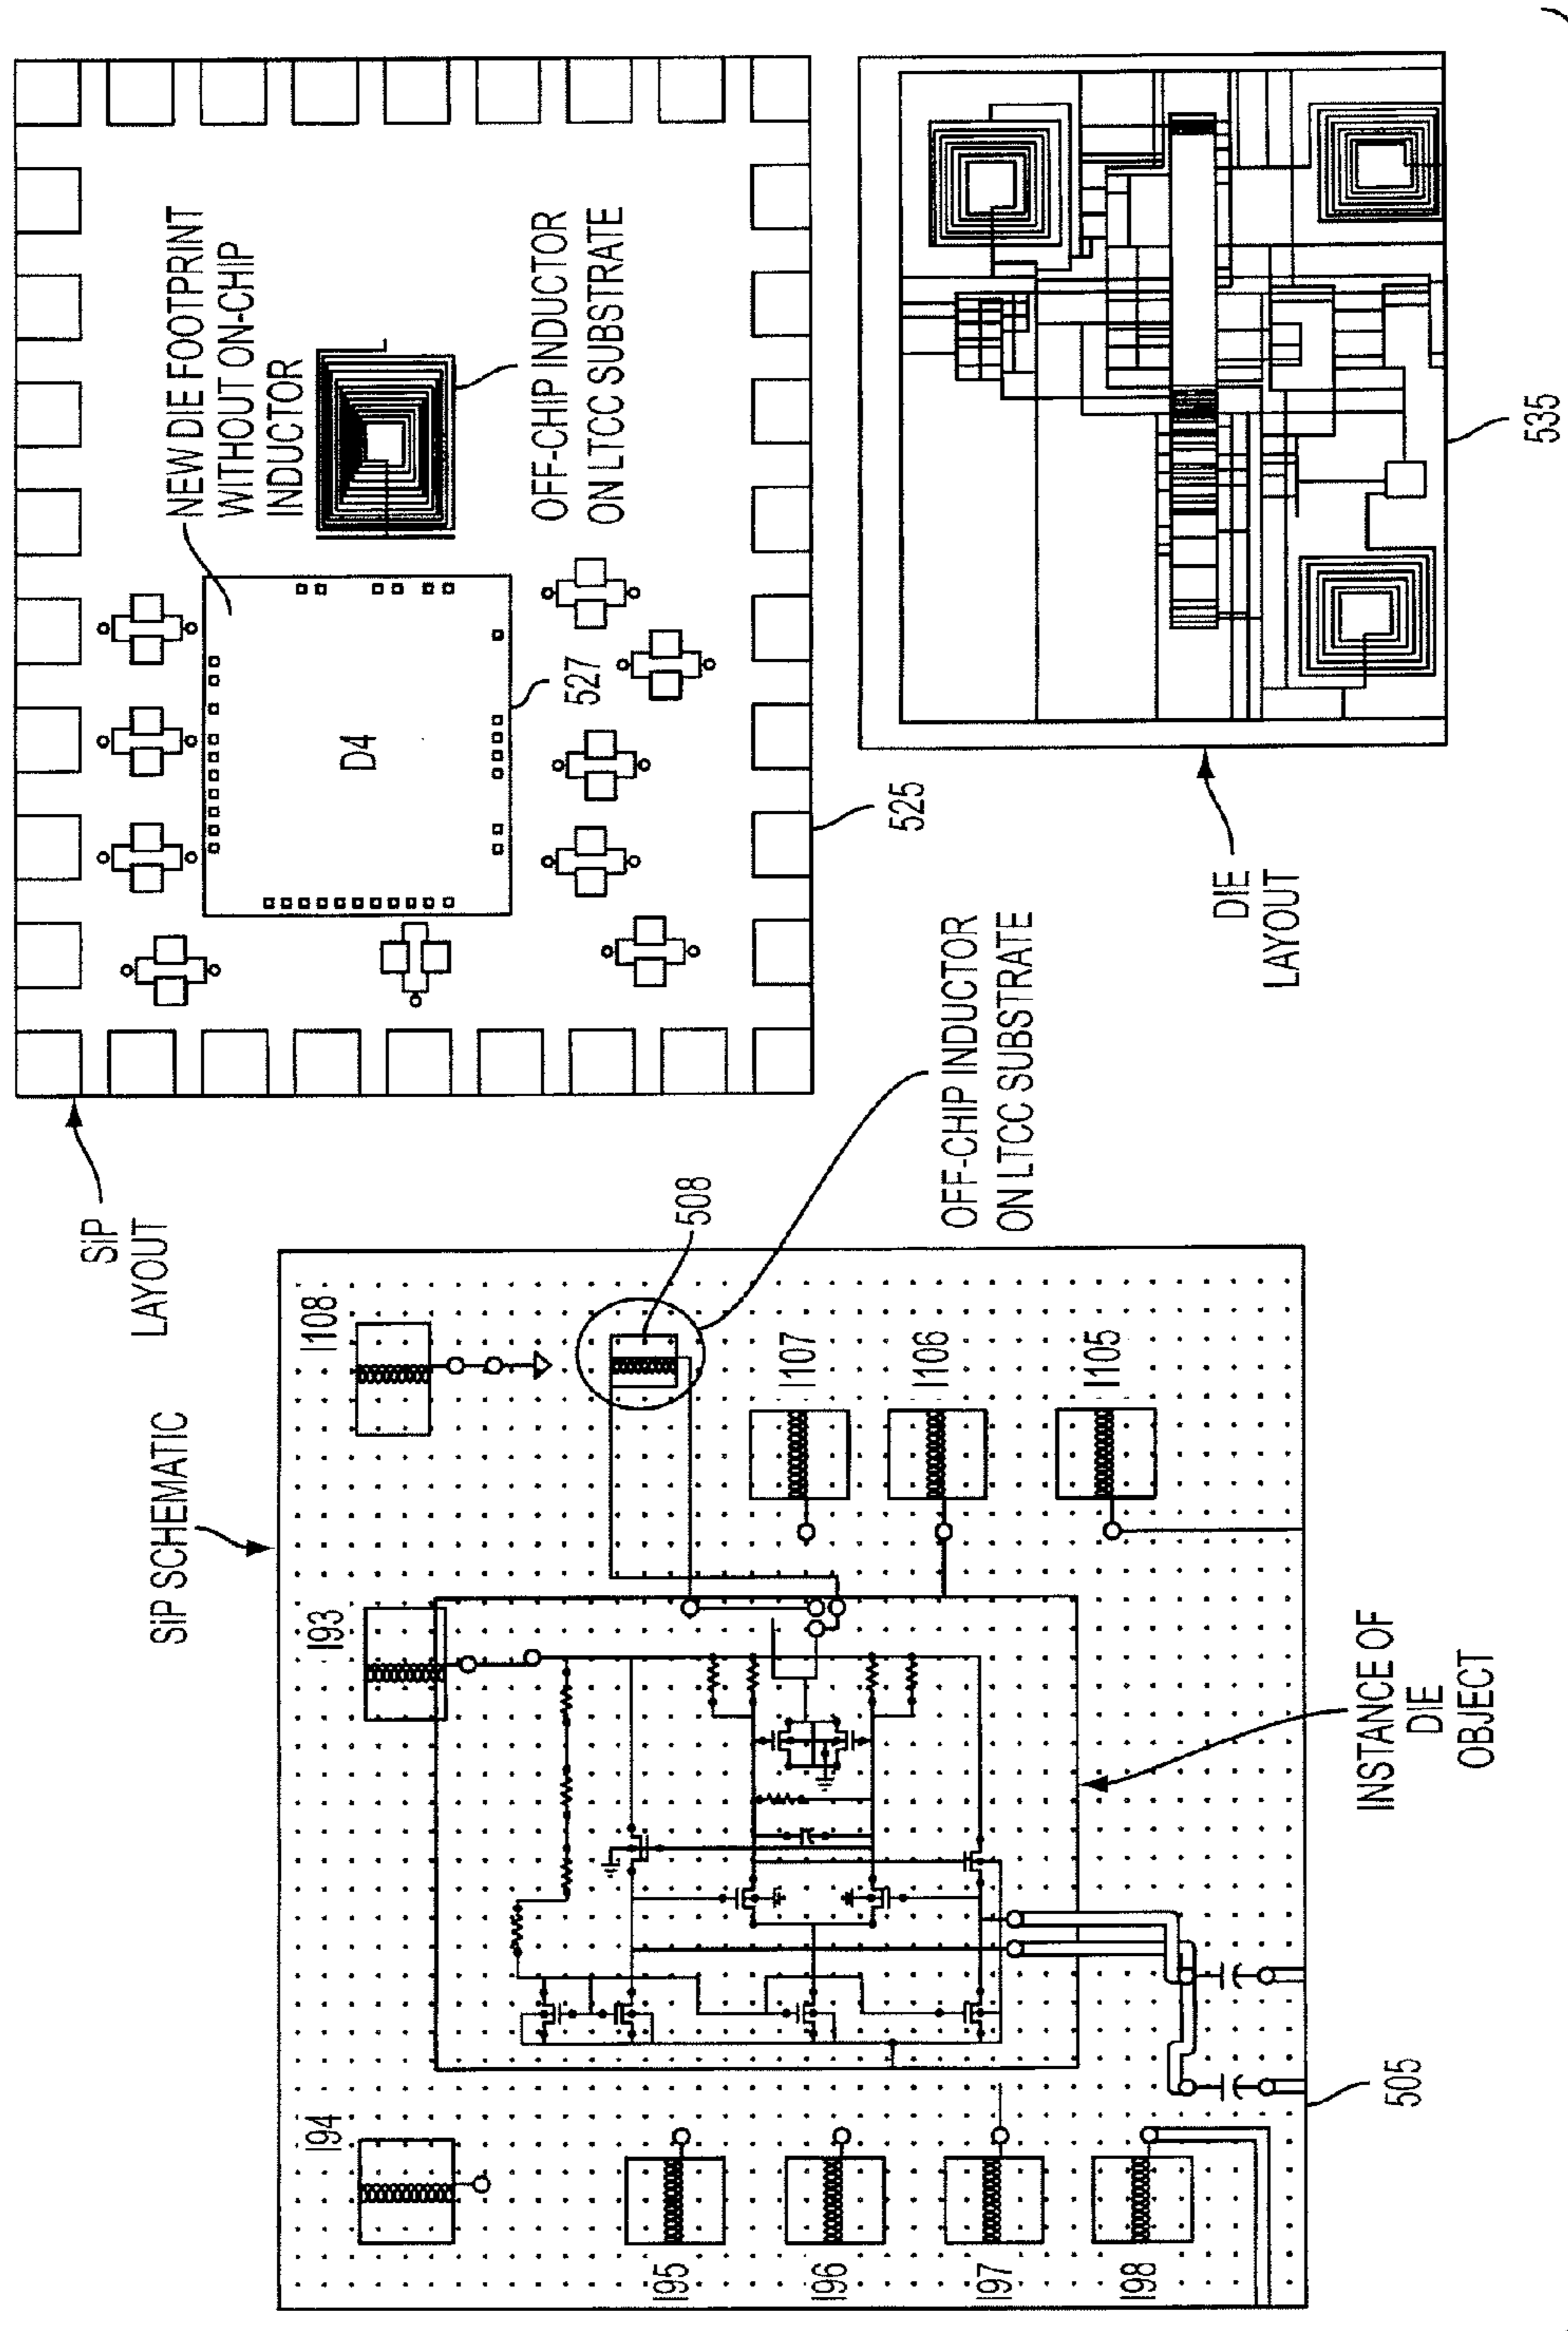 SiP SCHEMATIC
I94
I93
I108
508
I95
I96
I97
I98
I107
I106
I105
OFF-CHIP INDUCTOR
ON LTCC SUBSTRATE
INSTANCE OF
DIE
OBJECT
505
SiP
LAYOUT
NEW DIE FOOTPRINT
WITHOUT ON-CHIP
INDUCTOR
D4
527
OFF-CHIP INDUCTOR
ON LTCC SUBSTRATE
525
DIE
LAYOUT
535